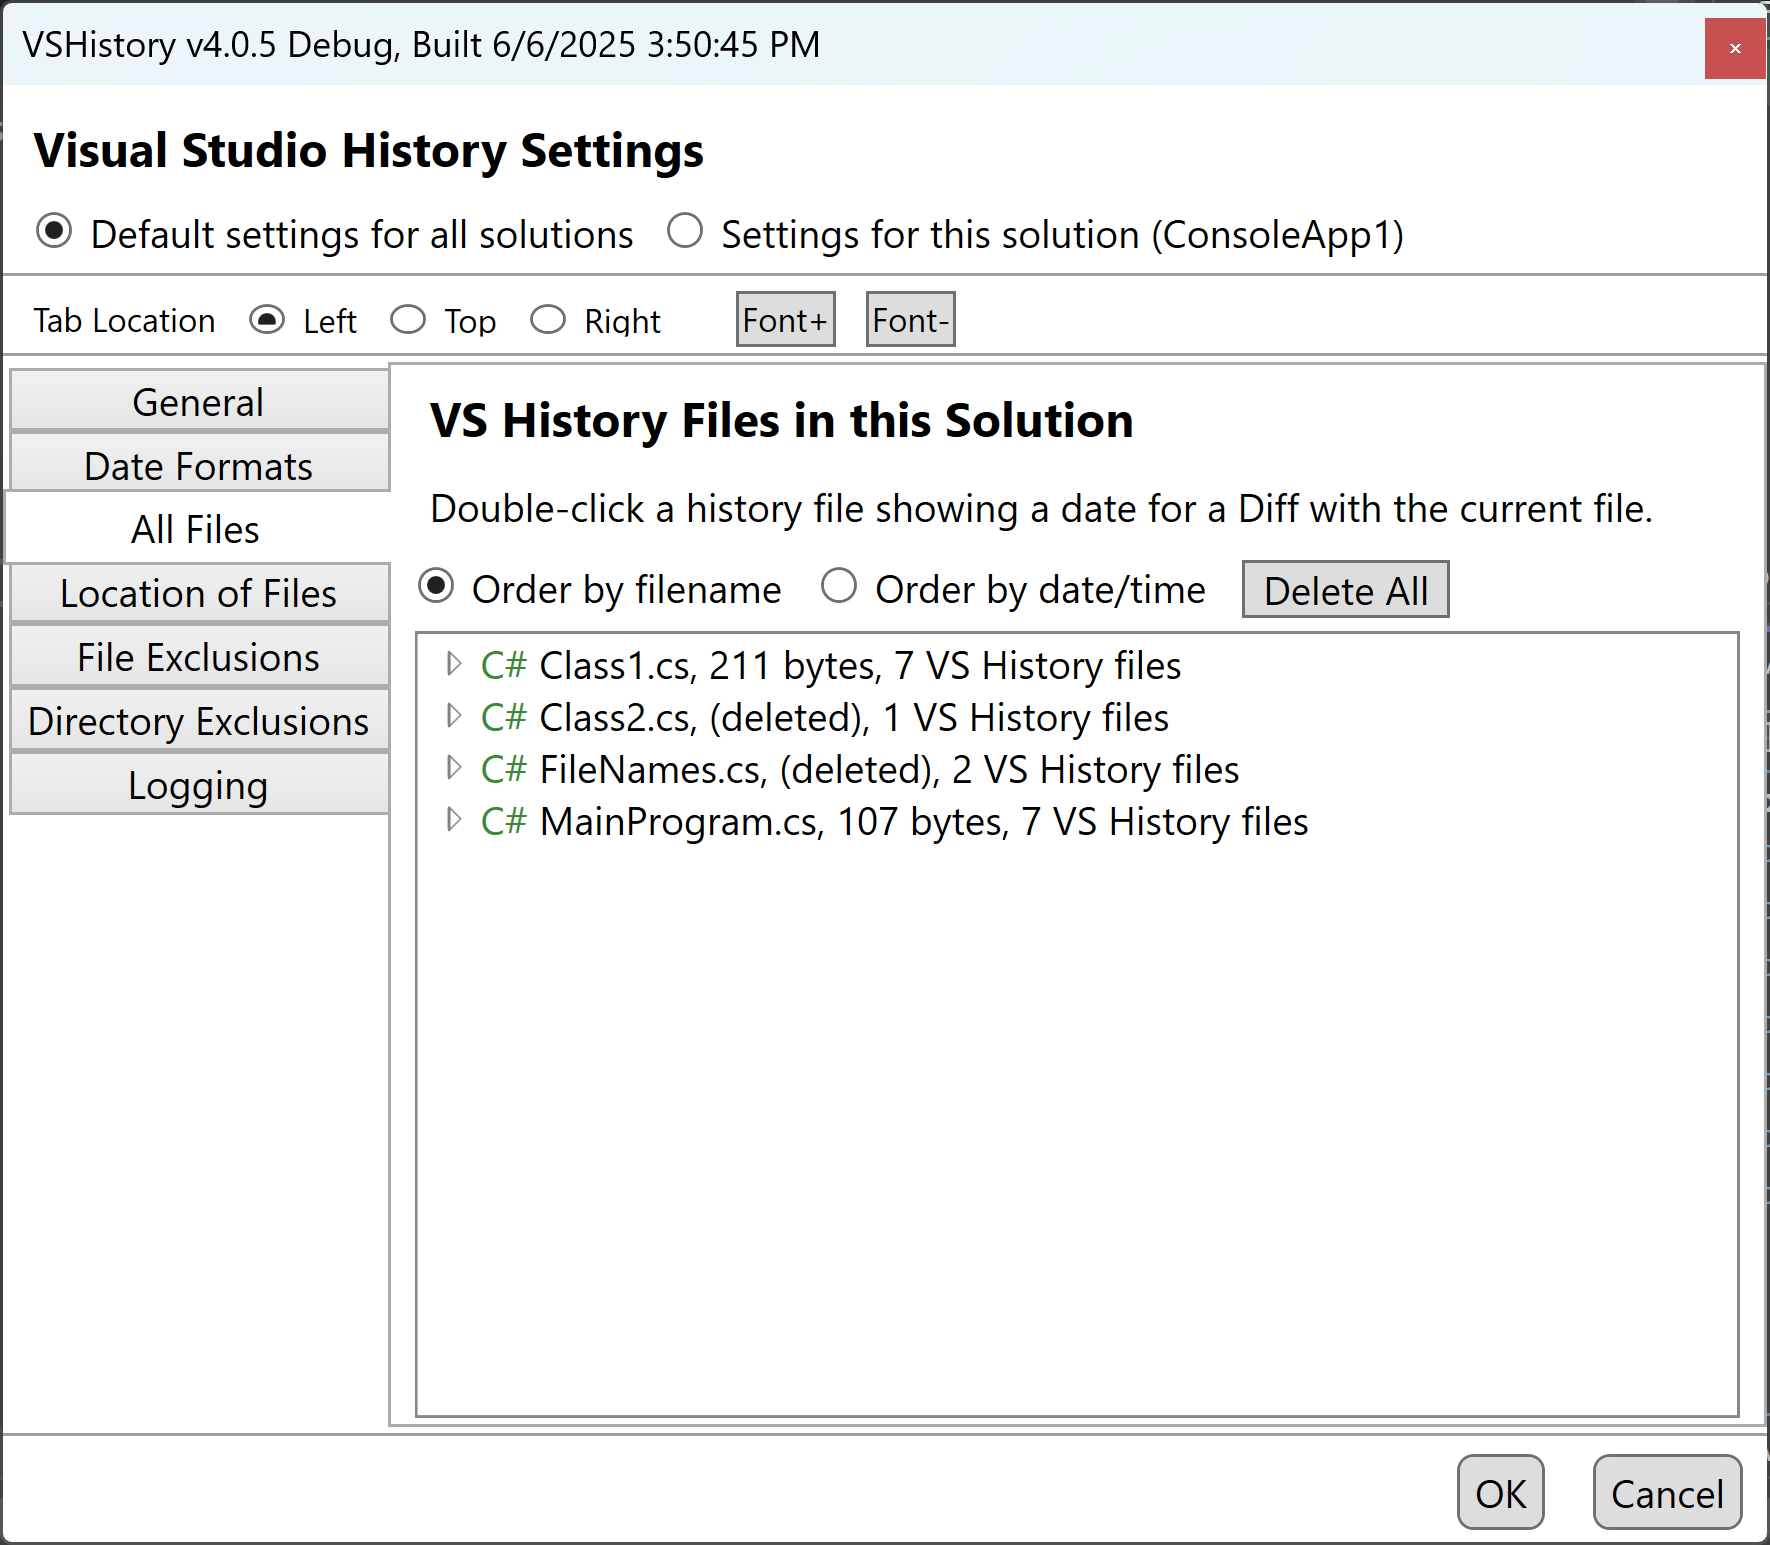 VSHistory v4.0.5 Debug, Built 6/6/2025 3:50:45 PM
Visual Studio History Settings
Default settings for all solutions Settings for this solution (ConsoleApp1)
Tab Location Left Top Right Font+ Font-
General
Date Formats
All Files
Location of Files
File Exclusions
Directory Exclusions
Logging
VS History Files in this Solution
Double-click a history file showing a date for a Diff with the current file.
Order by filename Order by date/time Delete All
C# Class1.cs, 211 bytes, 7 VS History files
C# Class2.cs, (deleted), 1 VS History files
C# FileNames.cs, (deleted), 2 VS History files
C# MainProgram.cs, 107 bytes, 7 VS History files
OK Cancel